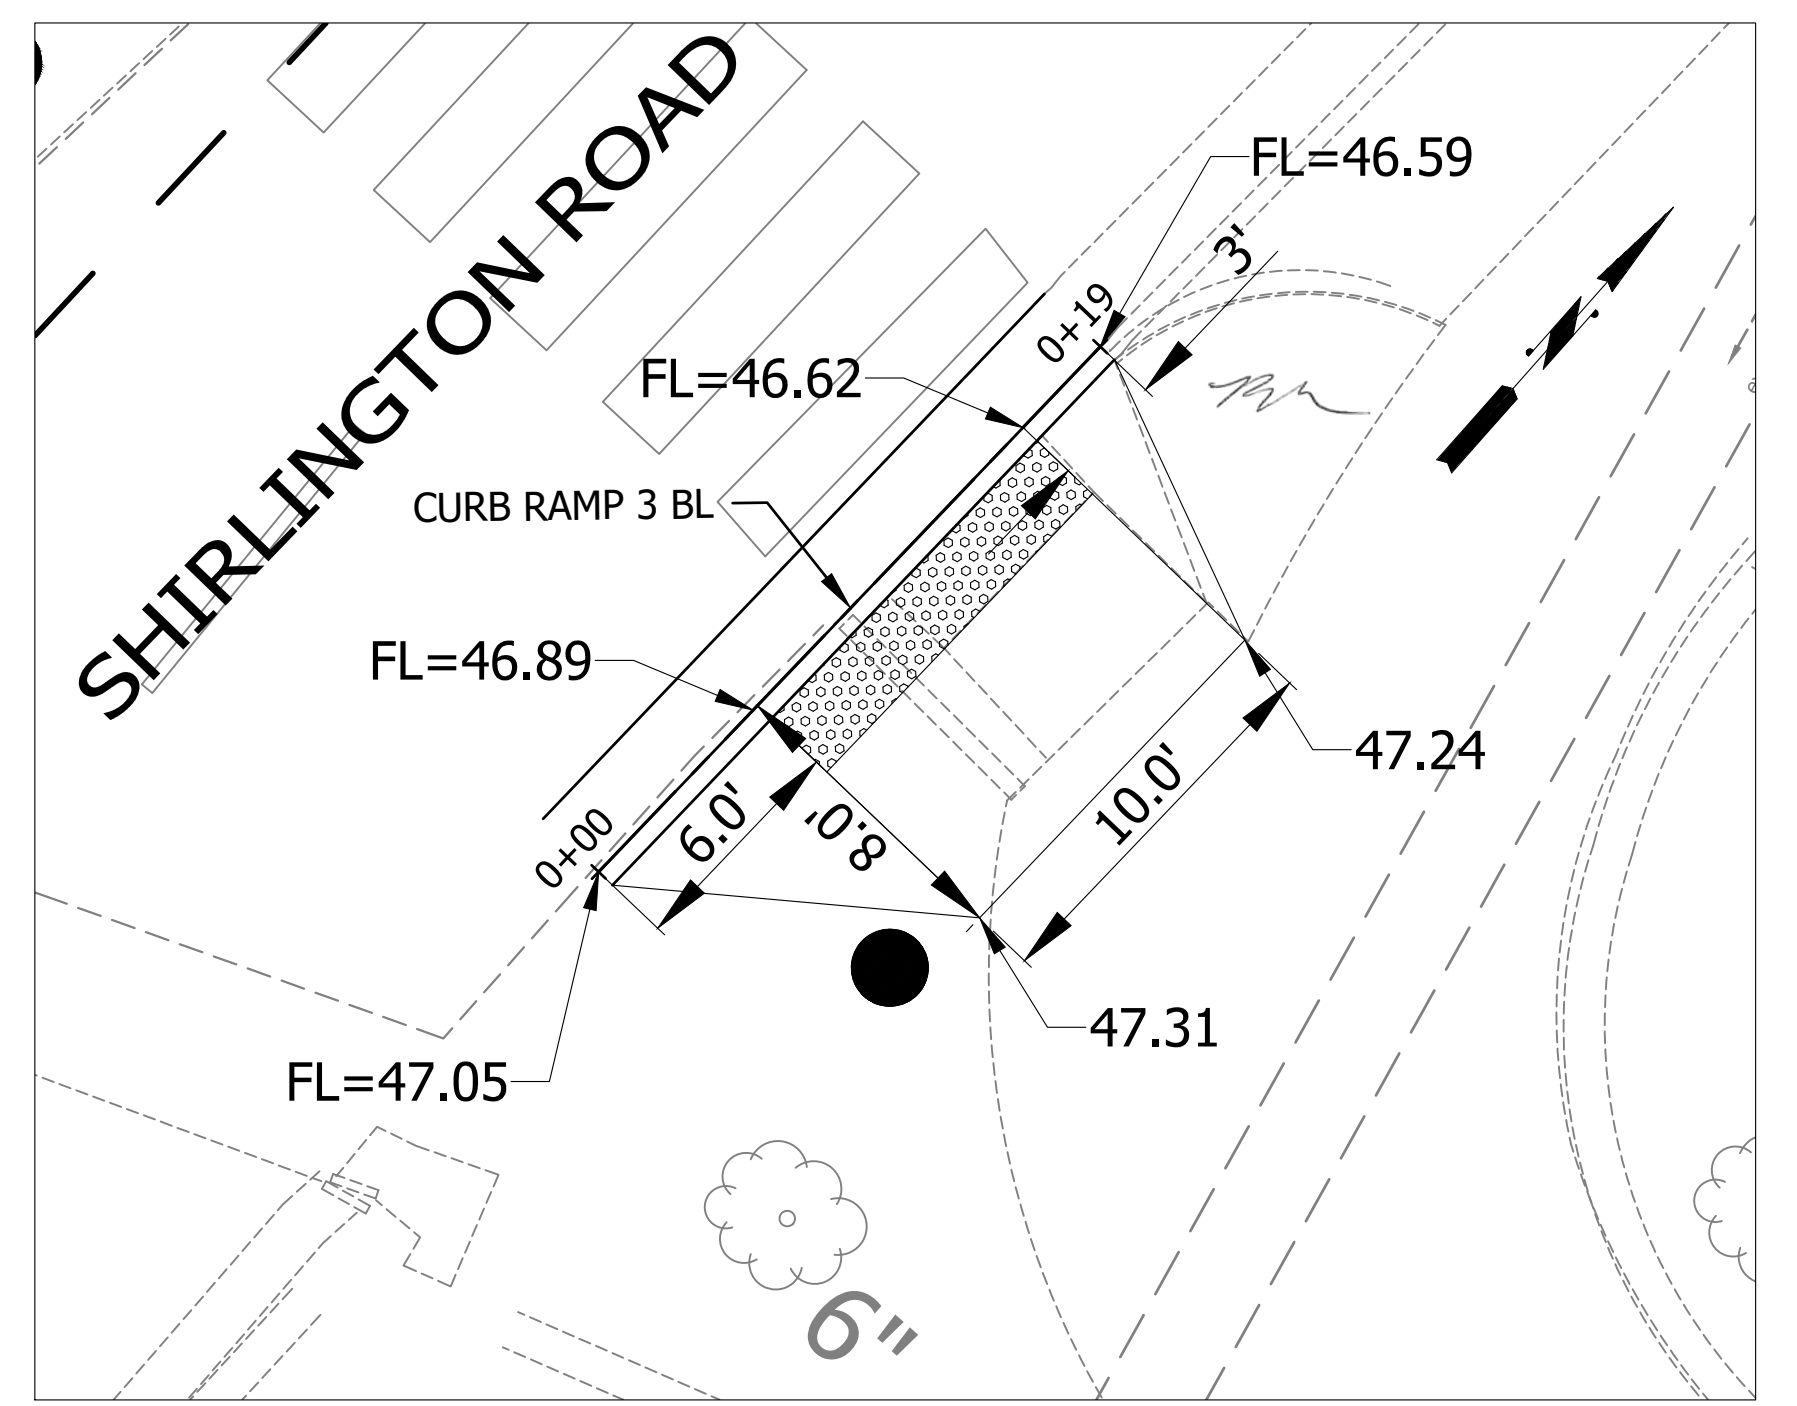 SHIRLINGTON ROAD
FL=46.59
3'
0+19
FL=46.62
CURB RAMP 3 BL
FL=46.89
47.24
10.0'
6.0'
8.0'
0+00
47.31
FL=47.05
6"